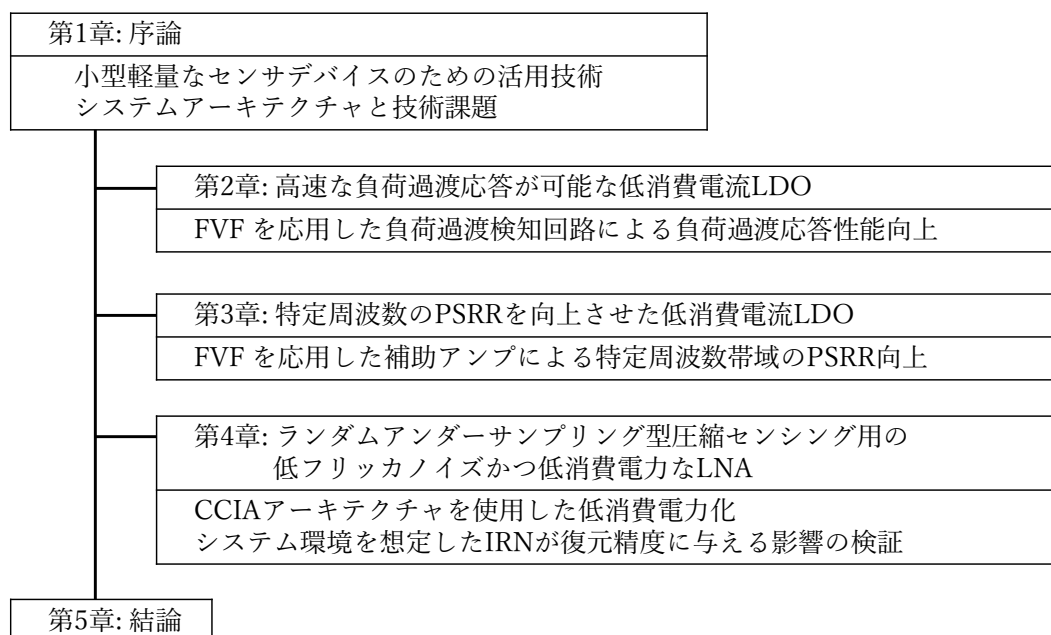 第1章: 序論
小型軽量なセンサデバイスのための活用技術
システムアーキテクチャと技術課題
第2章: 高速な負荷過渡応答が可能な低消費電流LDO
FVF を応用した負荷過渡検知回路による負荷過渡応答性能向上
第3章: 特定周波数のPSRRを向上させた低消費電流LDO
FVF を応用した補助アンプによる特定周波数帯域のPSRR向上
第4章: ランダムアンダーサンプリング型圧縮センシング用の
低フリッカノイズかつ低消費電力なLNA
CCIAアーキテクチャを使用した低消費電力化
システム環境を想定したIRNが復元精度に与える影響の検証
第5章: 結論